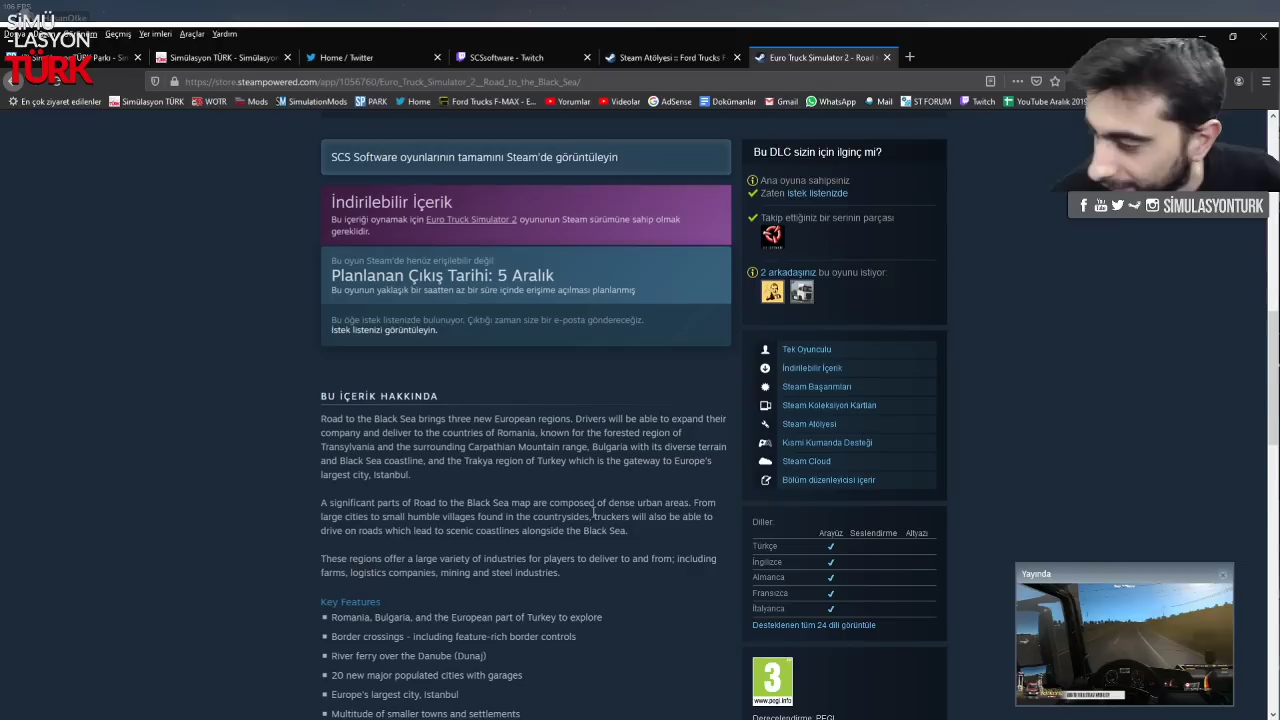 106 FPS
SİMÜ
-LASYON
TÜRK
Dosya Düzen Görünüm Geçmiş Yer İmleri Araçlar Yardım
Simülasyon TÜRK
Home / Twitter
SCSsoftware - Twitch
Steam Atölyesi :: Ford Trucks F
Euro Truck Simulator 2 - Road
https://store.steampowered.com/app/1056760/Euro_Truck_Simulator_2__Road_to_the_Black_Sea/
En çok ziyaret edilenler
Simülasyon TÜRK
WOTR
Mods
SimulationMods
PARK
Home
Ford Trucks F-MAX - E...
Yorumlar
Videolar
AdSense
Dokümanlar
Gmail
WhatsApp
Mail
ST FORUM
Twitch
YouTube Aralık 2019
SİMULASYONTURK
SCS Software oyunlarının tamamını Steam'de görüntüleyin
İndirilebilir İçerik
Bu içeriği oynamak için Euro Truck Simulator 2 oyununun Steam sürümüne sahip olmak
gereklidir.
Bu oyun Steam'de henüz erişilebilir değil
Planlanan Çıkış Tarihi: 5 Aralık
Bu oyunun yaklaşık bir saatten az bir süre içinde erişime açılması planlanmış
Bu öğe istek listenizde bulunuyor. Çıktığı zaman size bir e-posta göndereceğiz.
İstek listenizi görüntüleyin.
BU İÇERİK HAKKINDA
Road to the Black Sea brings three new European regions. Drivers will be able to expand their
company and deliver to the countries of Romania, known for the forested region of
Transylvania and the surrounding Carpathian Mountain range, Bulgaria with its diverse terrain
and Black Sea coastline, and the Trakya region of Turkey which is the gateway to Europe's
largest city, Istanbul.
A significant parts of Road to the Black Sea map are composed of dense urban areas. From
large cities to small humble villages found in the countrysides, truckers will also be able to
drive on roads which lead to scenic coastlines alongside the Black Sea.
These regions offer a large variety of industries for players to deliver to and from; including
farms, logistics companies, mining and steel industries.
Key Features
Romania, Bulgaria, and the European part of Turkey to explore
Border crossings - including feature-rich border controls
River ferry over the Danube (Dunaj)
20 new major populated cities with garages
Europe's largest city, Istanbul
Multitude of smaller towns and settlements
Bu DLC sizin için ilginç mi?
Ana oyuna sahipsiniz
Zaten istek listenizde
Takip ettiğiniz bir serinin parçası
2 arkadaşınız bu oyunu istiyor:
Tek Oyunculu
İndirilebilir İçerik
Steam Başarımları
Steam Koleksiyon Kartları
Steam Atölyesi
Kısmi Kumanda Desteği
Steam Cloud
Bölüm düzenleyicisi içerir
Diller:
Arayüz Seslendirme Altyazı
Türkçe ✔
İngilizce ✔
Almanca ✔
Fransızca ✔
İtalyanca ✔
Desteklenen tüm 24 dili görüntüle
3
www.pegi.info
Derecelendirme PEGI
Yayında